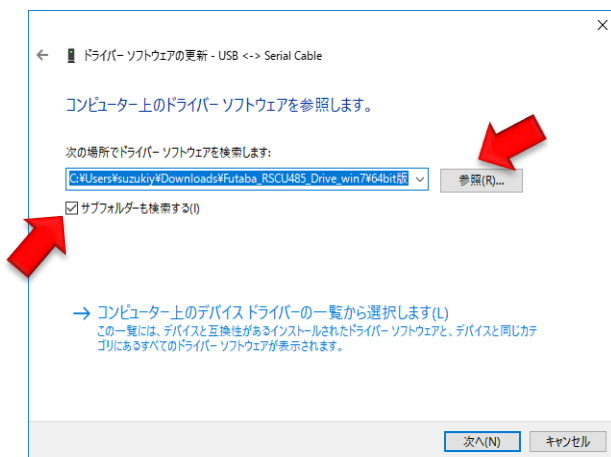 ドライバー ソフトウェアの更新 - USB <-> Serial Cable
コンピューター上のドライバー ソフトウェアを参照します。
次の場所でドライバー ソフトウェアを検索します:
C:¥Users¥suzukiy¥Downloads¥Futaba_RSCU485_Drive_win7¥64bit版
参照(R)...
サブフォルダーも検索する(I)
→ コンピューター上のデバイス ドライバーの一覧から選択します(L)
この一覧には、デバイスと互換性があるインストールされたドライバー ソフトウェアと、デバイスと同じカテ
ゴリにあるすべてのドライバー ソフトウェアが表示されます。
次へ(N)
キャンセル